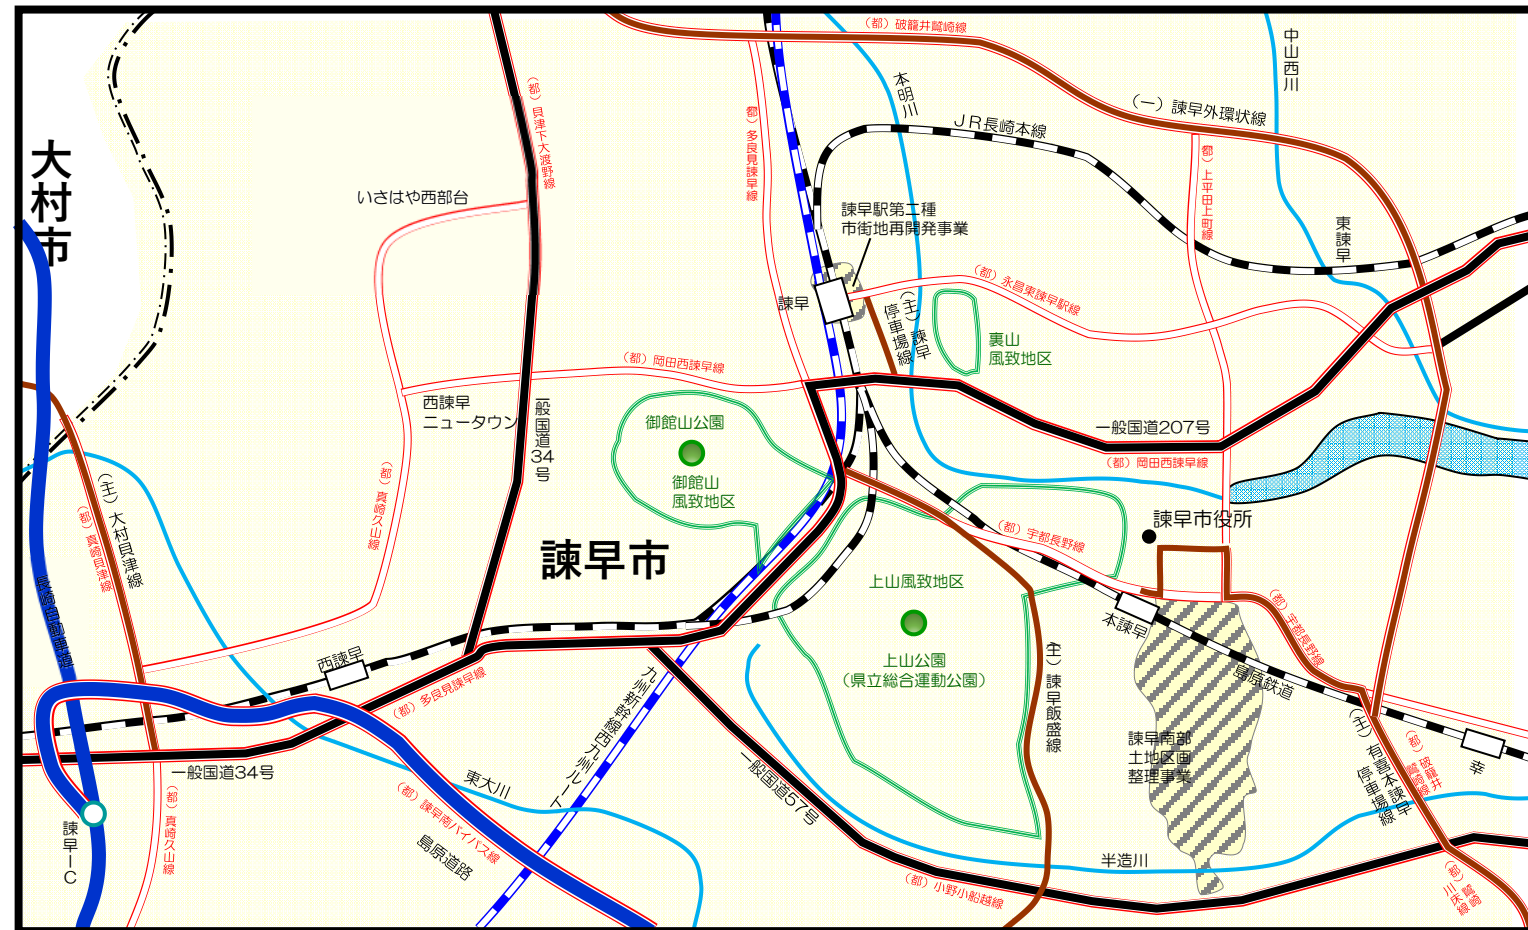 (都)破籠井鷲崎線
中山西川
本明川
(一)諫早外環状線
JR長崎本線
(都)貝津下大渡野線
(都)多良見諫早線
(都)上平田上町線
大村市
いさはや西部台
諫早駅第二種
市街地再開発事業
東諫早
(都)永昌東諫早駅線
諫早
(主)諫早
停車場線
裏山
風致地区
(都)岡田西諫早線
西諫早
ニュータウン
一般国道34号
御館山公園
一般国道207号
(都)岡田西諫早線
御館山
風致地区
(都)真崎久山線
(主)大村貝津線
(都)真崎貝津線
諫早市役所
(都)宇都長野線
諫早市
上山風致地区
長崎自動車道
本諫早
(都)宇都長野線
西諫早
上山公園
(県立総合運動公園)
(主)諫早飯盛線
島原鉄道
(都)多良見諫早線
九州新幹線西九州ルート
諫早南部
土地区画
整理事業
(主)有喜本諫早
停車場線
(都)破籠井
鷲崎線
幸
一般国道34号
一般国道57号
東大川
(都)諫早南バイパス線
島原道路
(都)真崎久山線
諫早IC
半造川
(都)小野小船越線
(都)鷲崎
川床線